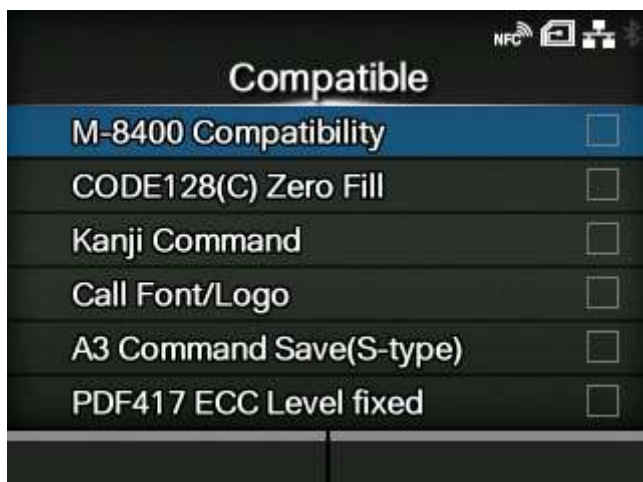 NFC
Compatible
M-8400 Compatibility
CODE128(C) Zero Fill
Kanji Command
Call Font/Logo
A3 Command Save(S-type)
PDF417 ECC Level fixed